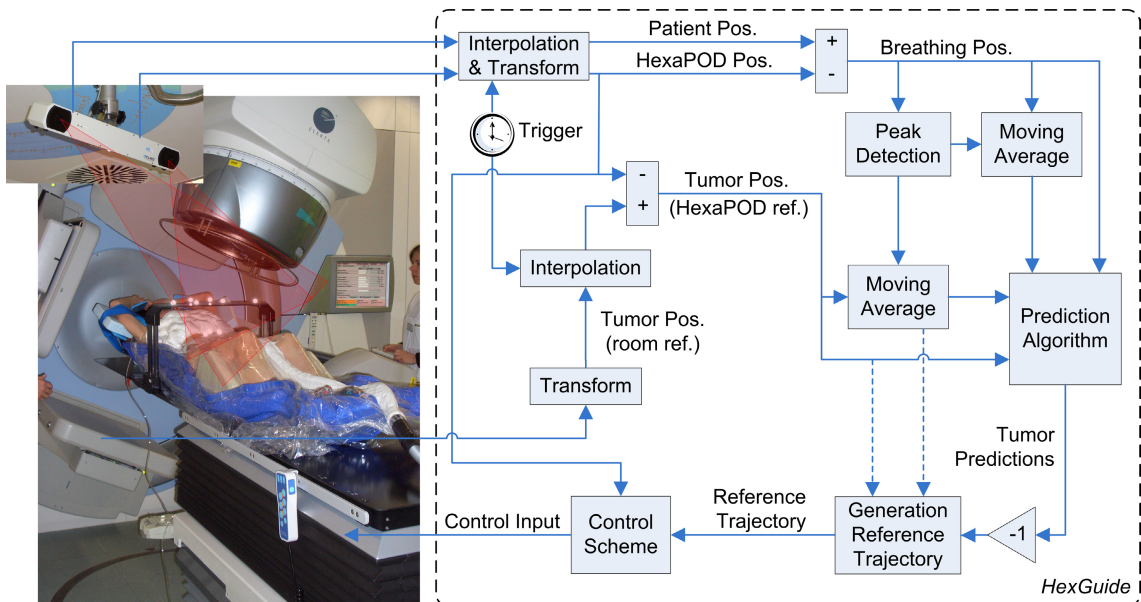 Interpolation
& Transform
Patient Pos.
HexaPOD Pos.
+
-
Breathing Pos.
Trigger
Peak
Detection
Moving
Average
-
+
Tumor Pos.
(HexaPOD ref.)
Interpolation
Moving
Average
Prediction
Algorithm
Tumor Pos.
(room ref.)
Transform
Tumor
Predictions
Control Input
Control
Scheme
Reference
Trajectory
Generation
Reference
Trajectory
-1
HexGuide